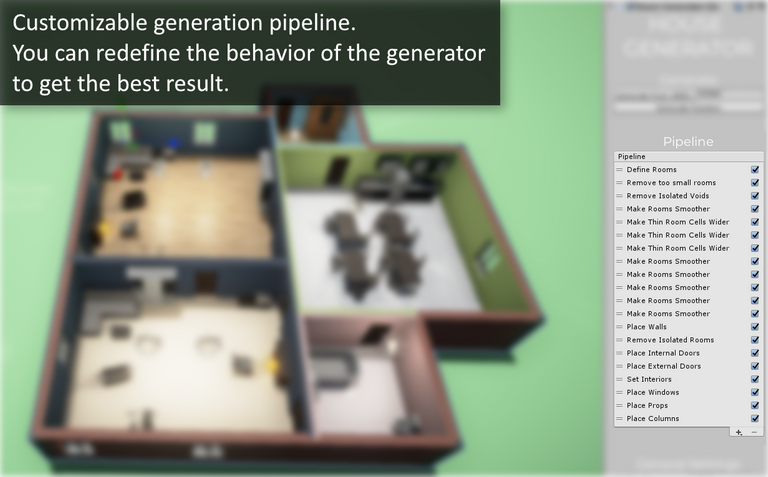 Customizable generation pipeline.
You can redefine the behavior of the generator
to get the best result.
HOUSE
GENERATOR
Pipeline
Pipeline
Define Rooms
Remove too small rooms
Remove Isolated Voids
Make Rooms Smoother
Make Thin Room Cells Wider
Make Thin Room Cells Wider
Make Thin Room Cells Wider
Make Rooms Smoother
Make Rooms Smoother
Make Rooms Smoother
Make Rooms Smoother
Make Rooms Smoother
Place Walls
Remove Isolated Rooms
Place Internal Doors
Place External Doors
Set Interiors
Place Windows
Place Props
Place Columns
General Settings